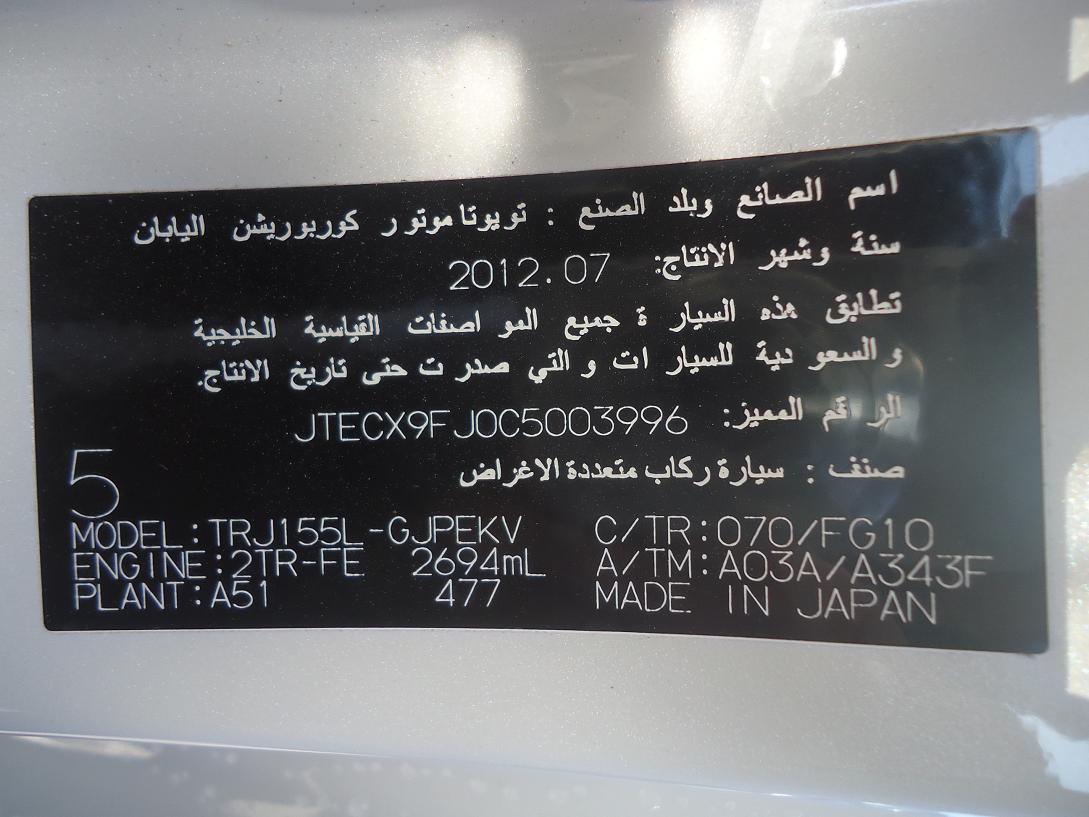 اسم الصانع وبلد الصنع : تويوتا موتور كوربوريشن اليابان
سنة وشهر الانتاج: 2012.07
تطابق هذه السيارة جميع المواصفات القياسية الخليجية
والسعودية للسيارات والتي صدرت حتى تاريخ الانتاج.
الرقم المميز: JTECX9FJ0C5003996
صنف : سيارة ركاب متعددة الاغراض
5
MODEL:TRJ155L-GJPEKV C/TR:070/FG10
ENGINE:2TR-FE 2694mL A/TM:A03A/A343F
PLANT:A51 477 MADE IN JAPAN